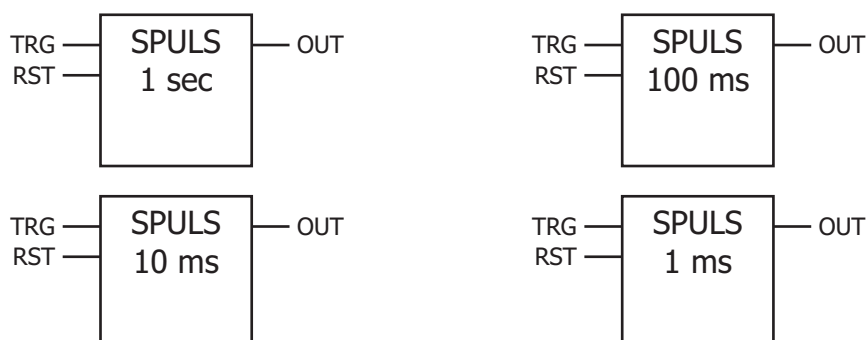 TRG SPULS OUT
RST 1 sec
TRG SPULS OUT
RST 100 ms
TRG SPULS OUT
RST 10 ms
TRG SPULS OUT
RST 1 ms